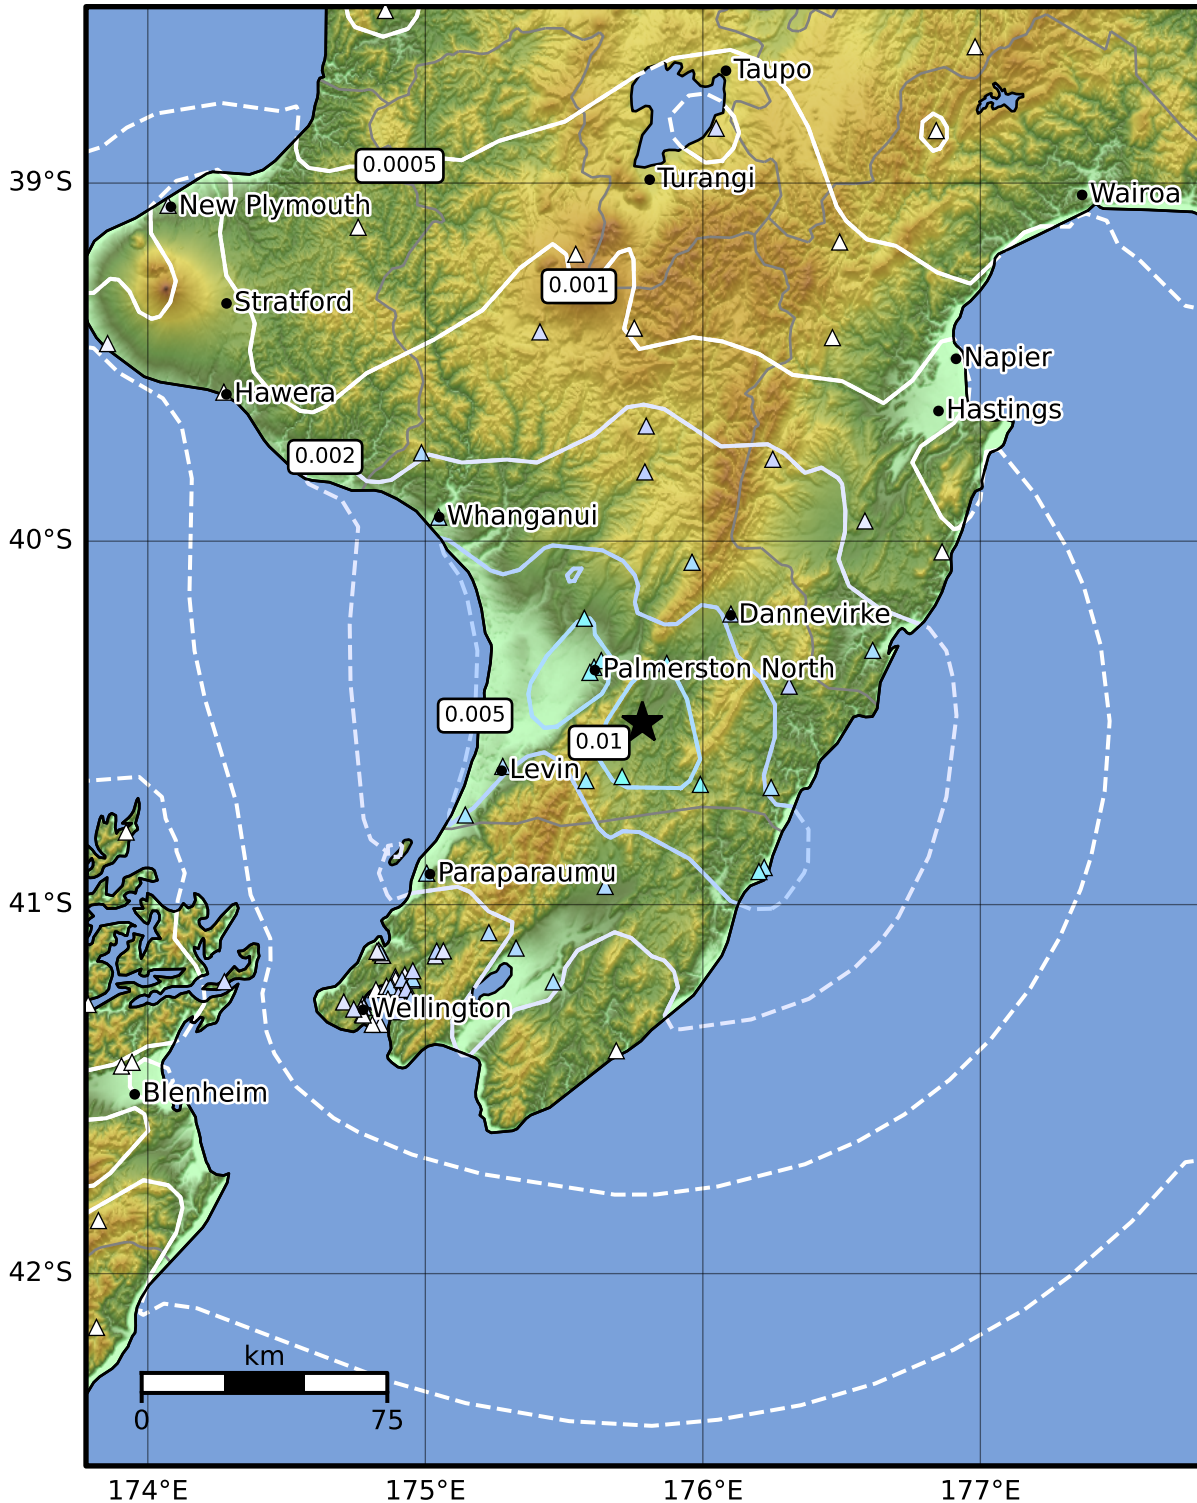 Taupo
0.0005
39°S
Turangi
Wairoa
New Plymouth
0.001
Stratford
Napier
Hawera
Hastings
0.002
Whanganui
40°S
Dannevirke
Palmerston North
0.005
0.01
Levin
Paraparaumu
41°S
Wellington
Blenheim
42°S
km
0
75
174°E
175°E
176°E
177°E